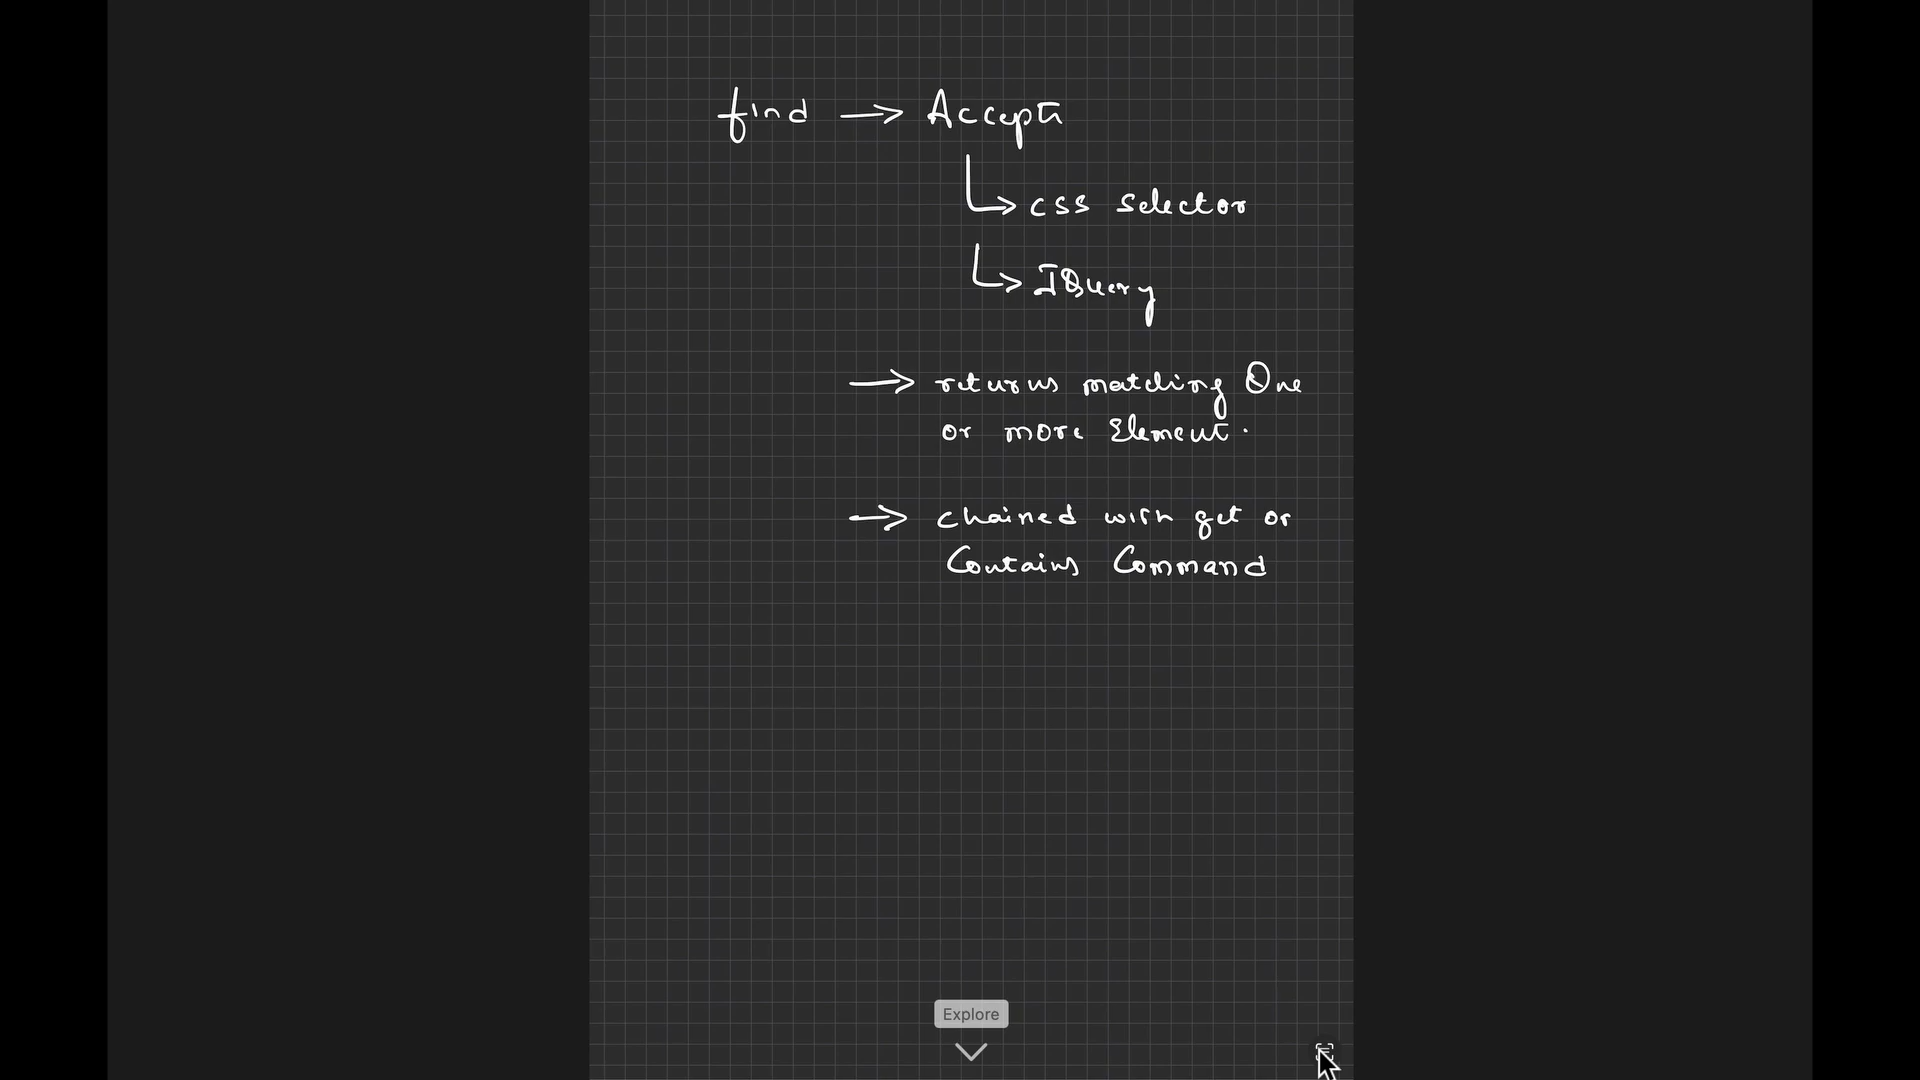 find → Accepts
↳ css selector
↳ JQuery
→ returns matching One
or more Element.
→ chained with get or
Contains Command
Explore